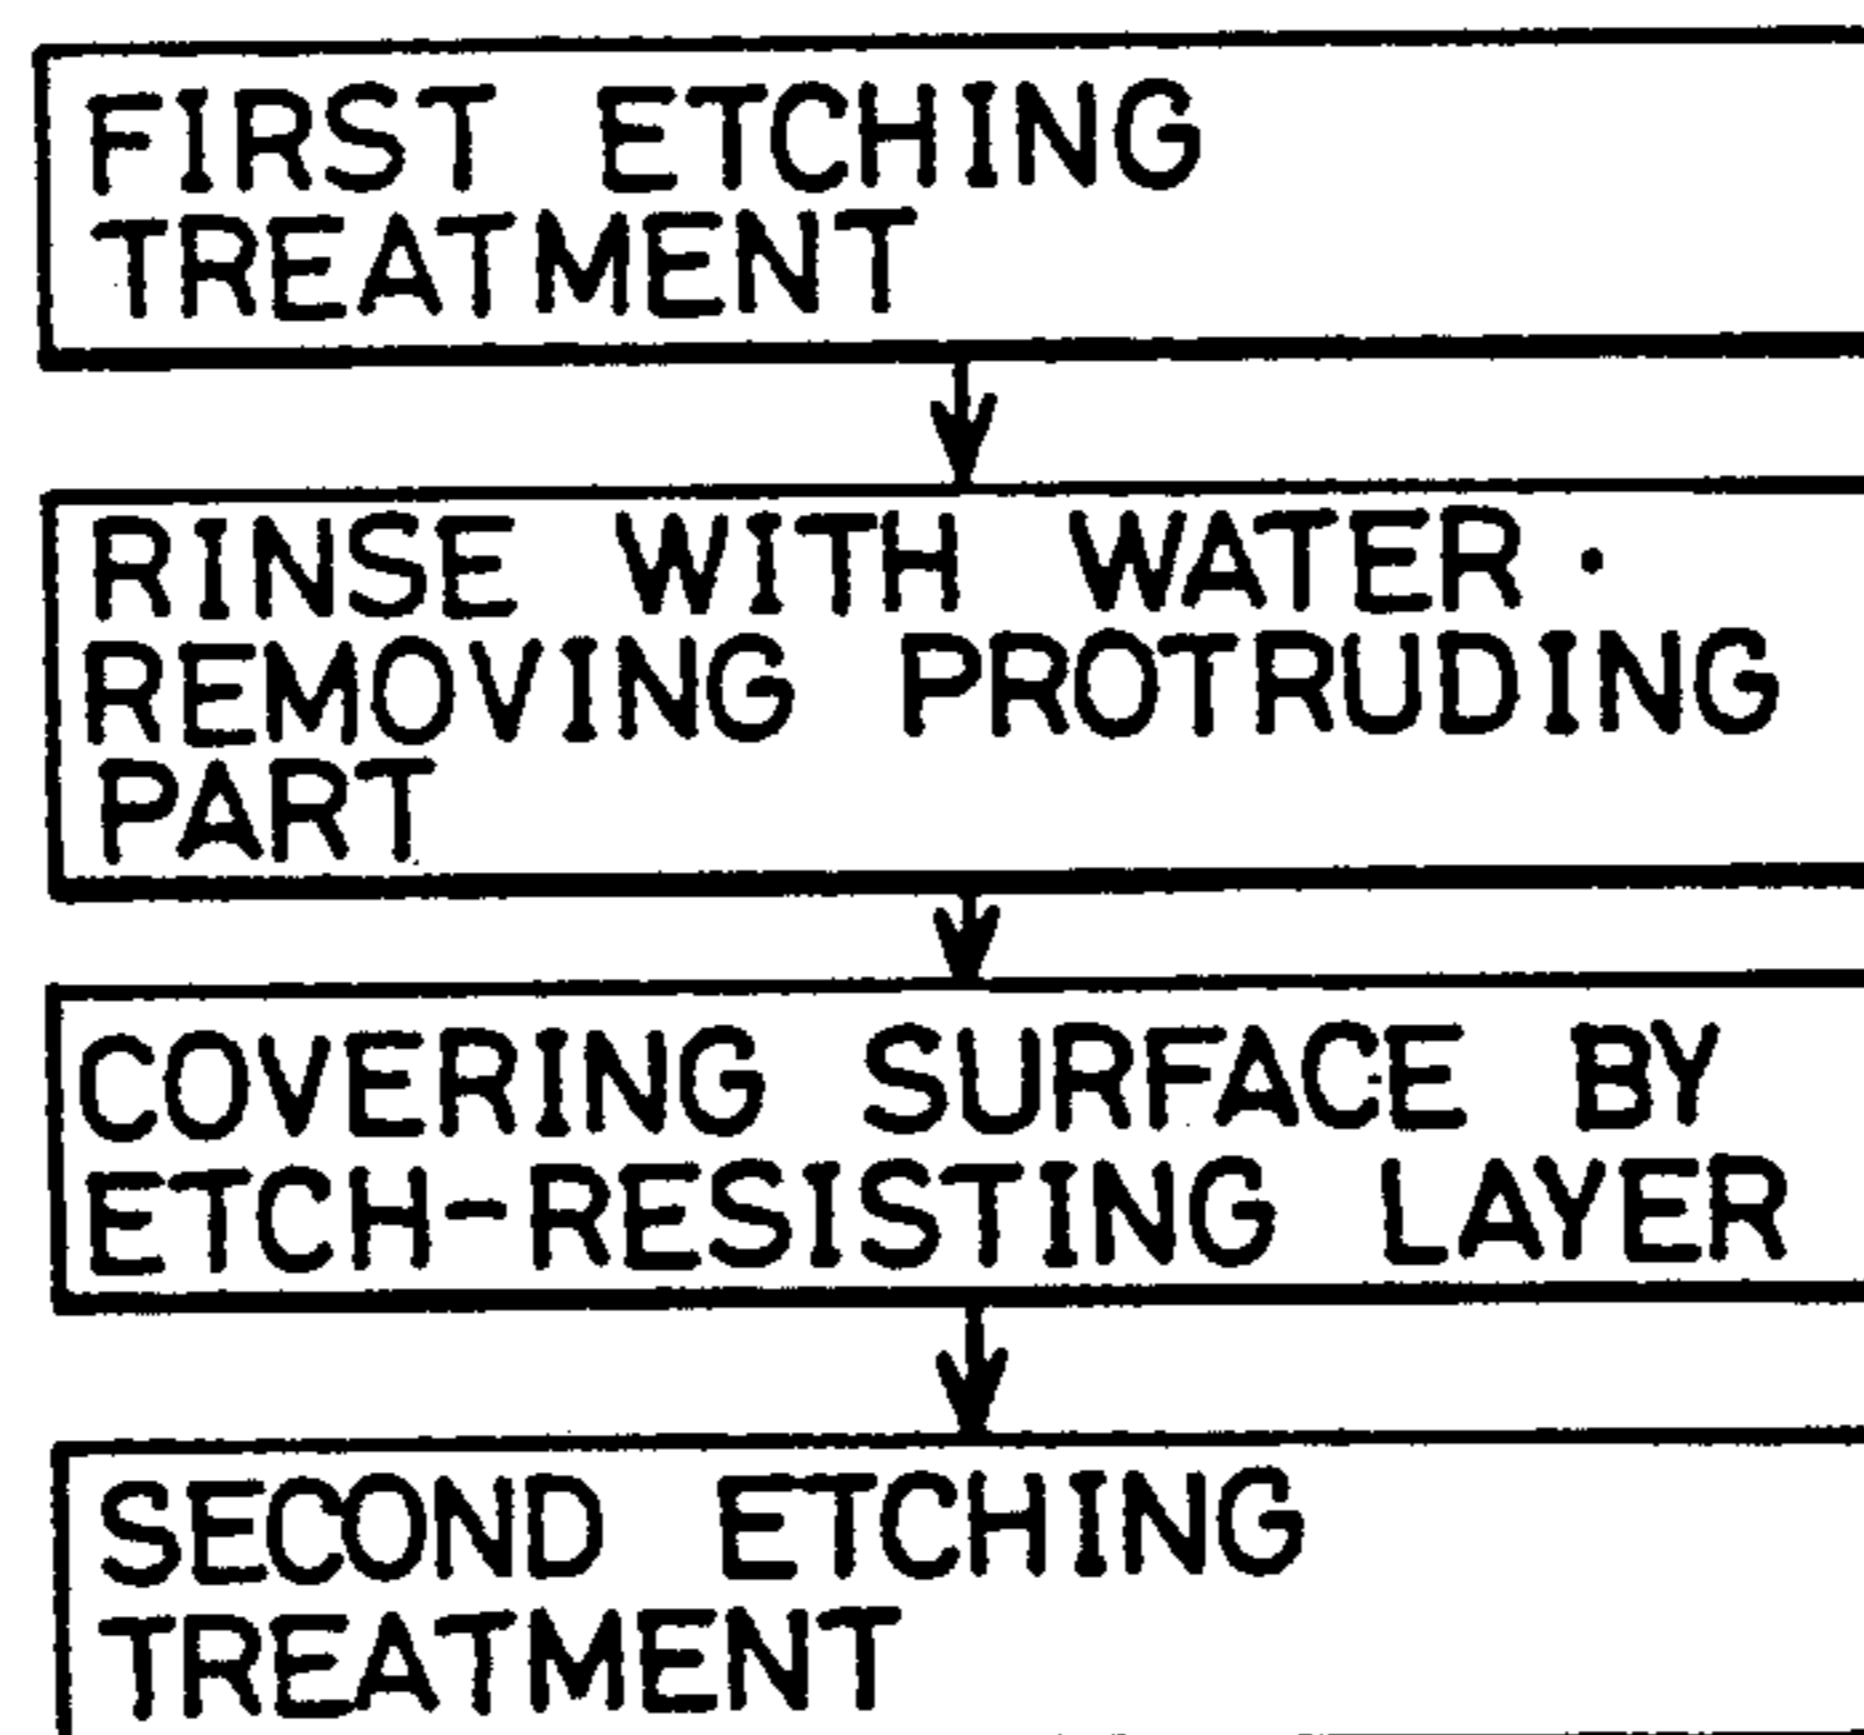 FIRST ETCHING
TREATMENT
RINSE WITH WATER ·
REMOVING PROTRUDING
PART
COVERING SURFACE BY
ETCH-RESISTING LAYER
SECOND ETCHING
TREATMENT